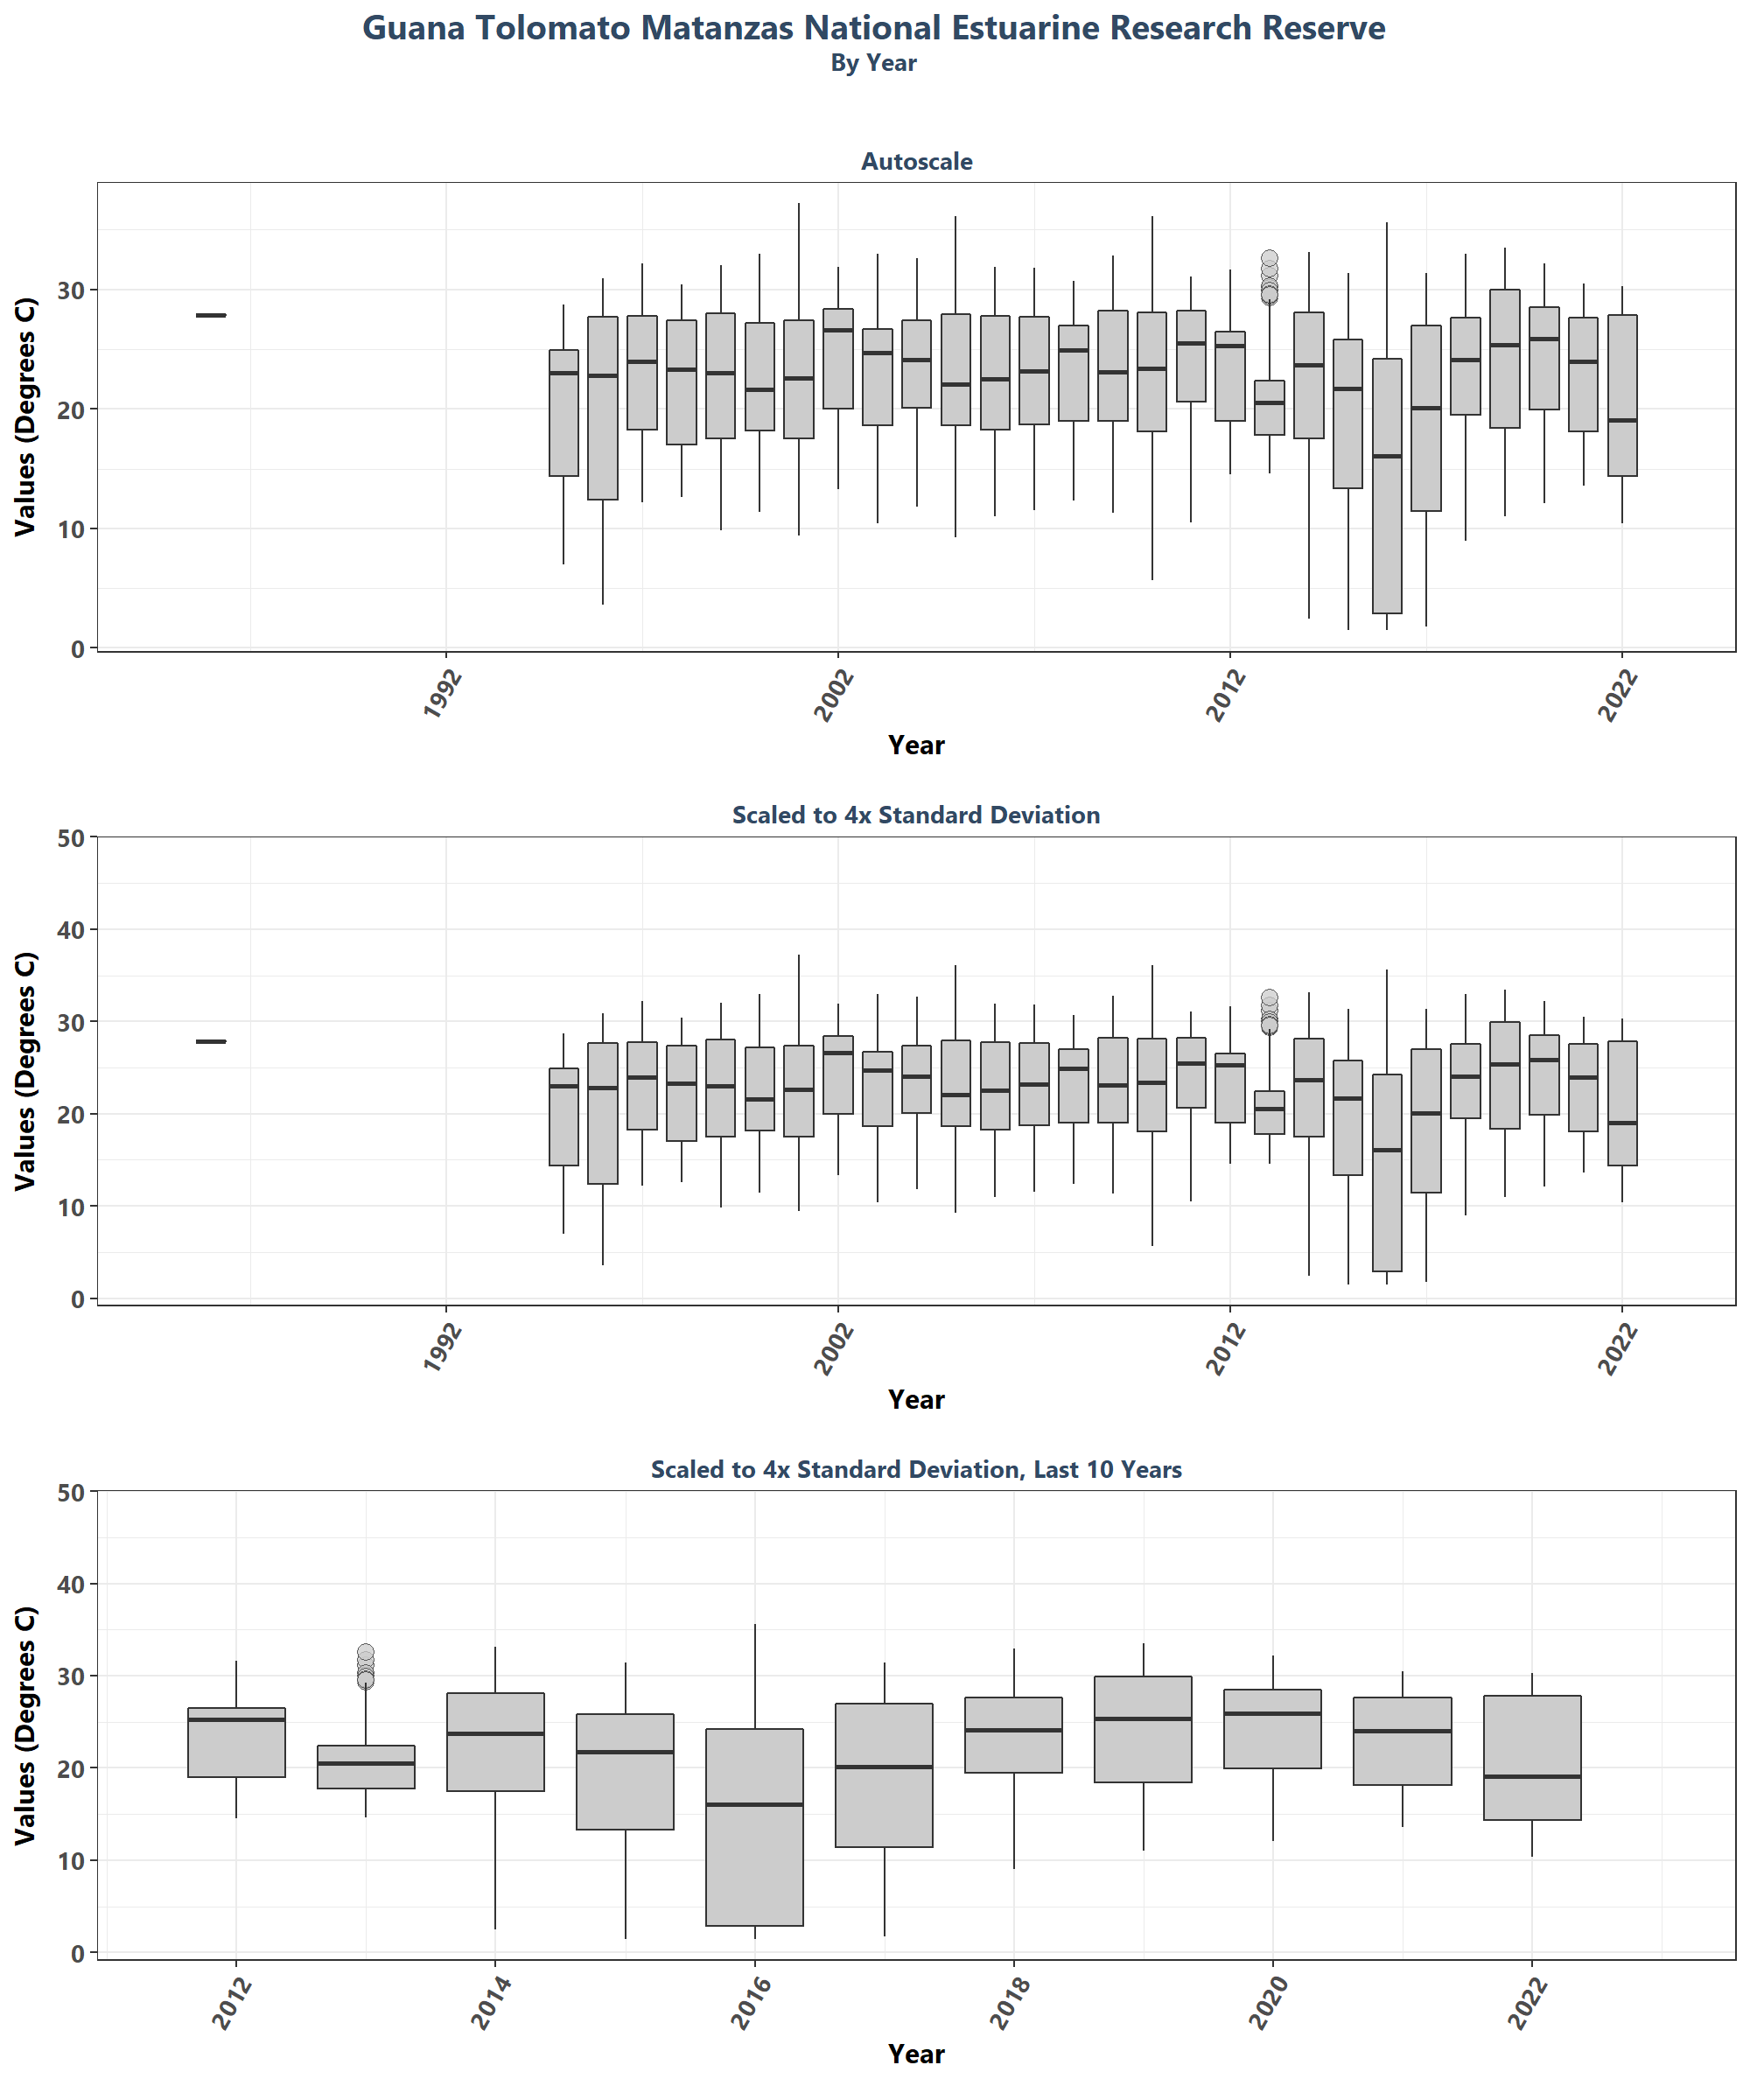 Guana Tolomato Matanzas National Estuarine Research Reserve
By Year
Autoscale
Values (Degrees C)
30
20
10
0
1992
2002
2012
2022
Year
Scaled to 4x Standard Deviation
Values (Degrees C)
50
40
30
20
10
0
1992
2002
2012
2022
Year
Scaled to 4x Standard Deviation, Last 10 Years
Values (Degrees C)
50
40
30
20
10
0
2012
2014
2016
2018
2020
2022
Year